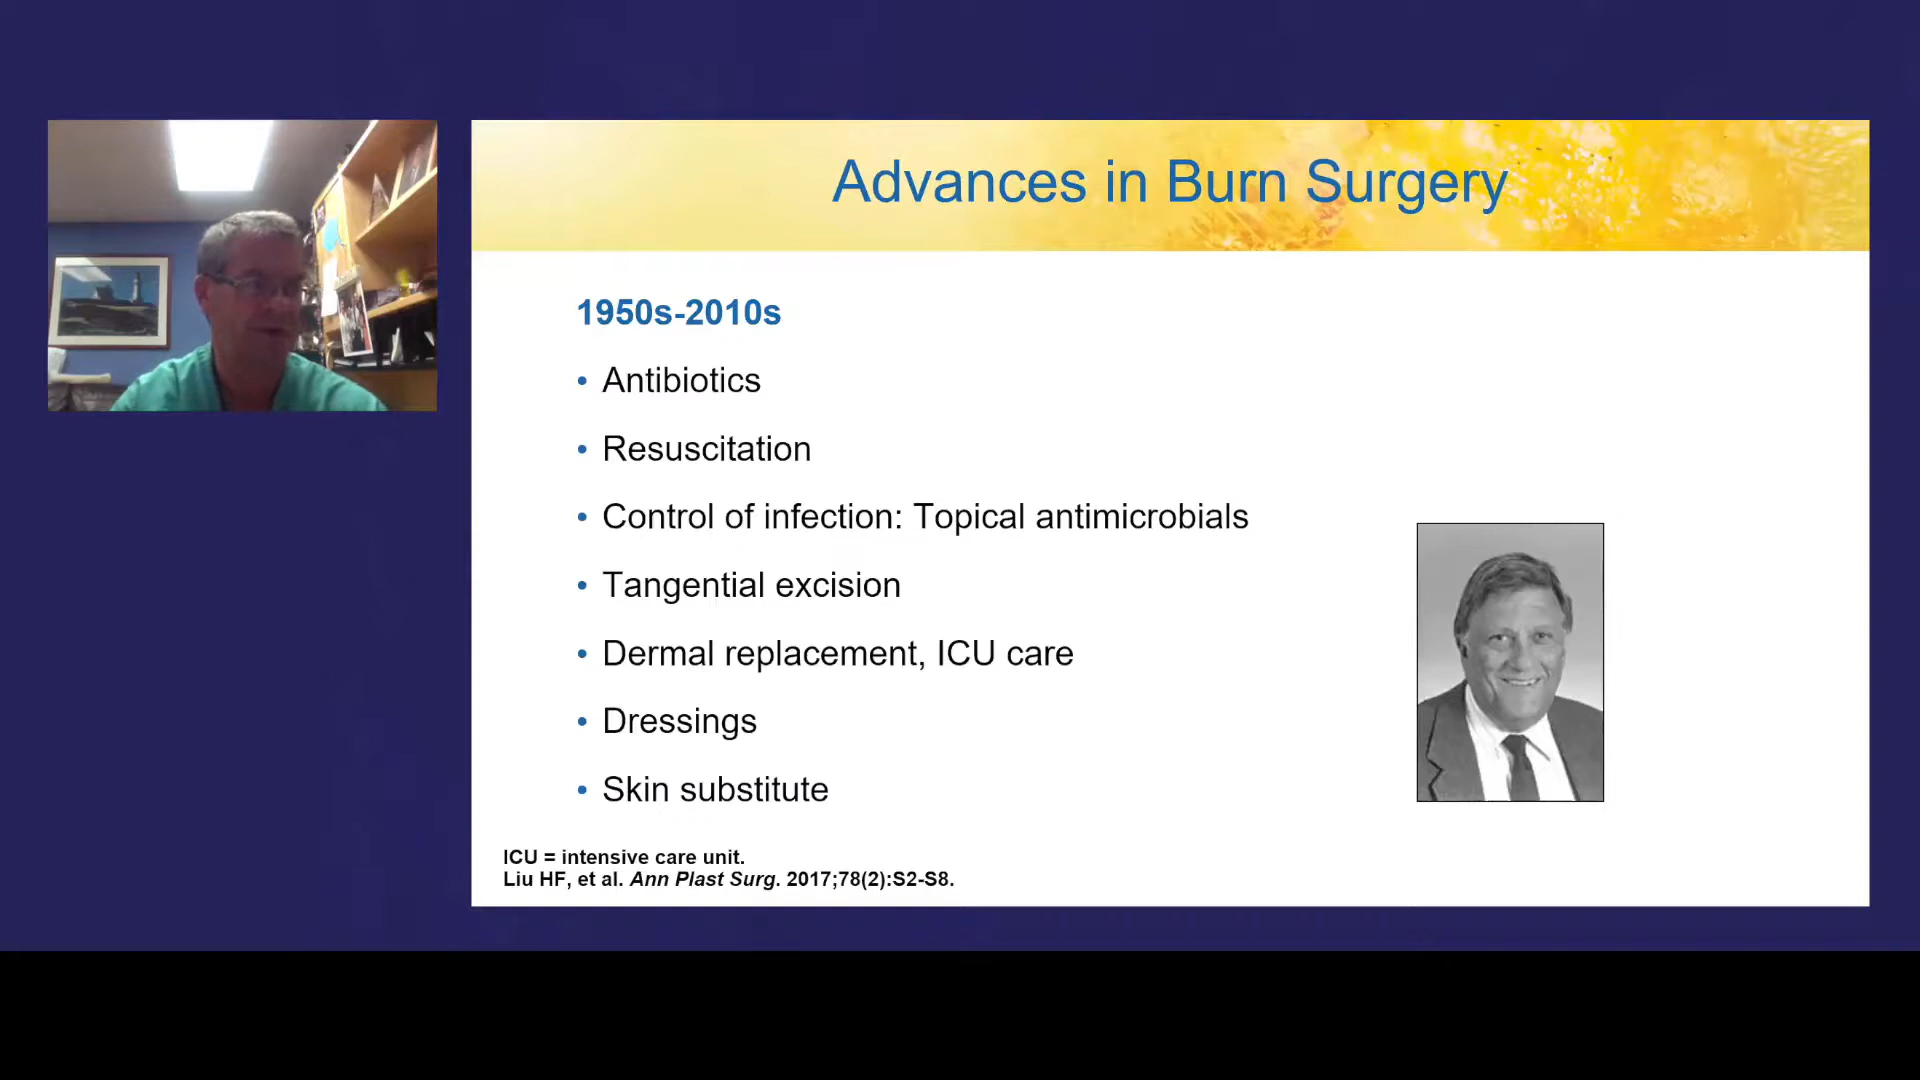 Advances in Burn Surgery
1950s-2010s
• Antibiotics
• Resuscitation
• Control of infection: Topical antimicrobials
• Tangential excision
• Dermal replacement, ICU care
• Dressings
• Skin substitute
ICU = intensive care unit.
Liu HF, et al. Ann Plast Surg. 2017;78(2):S2-S8.